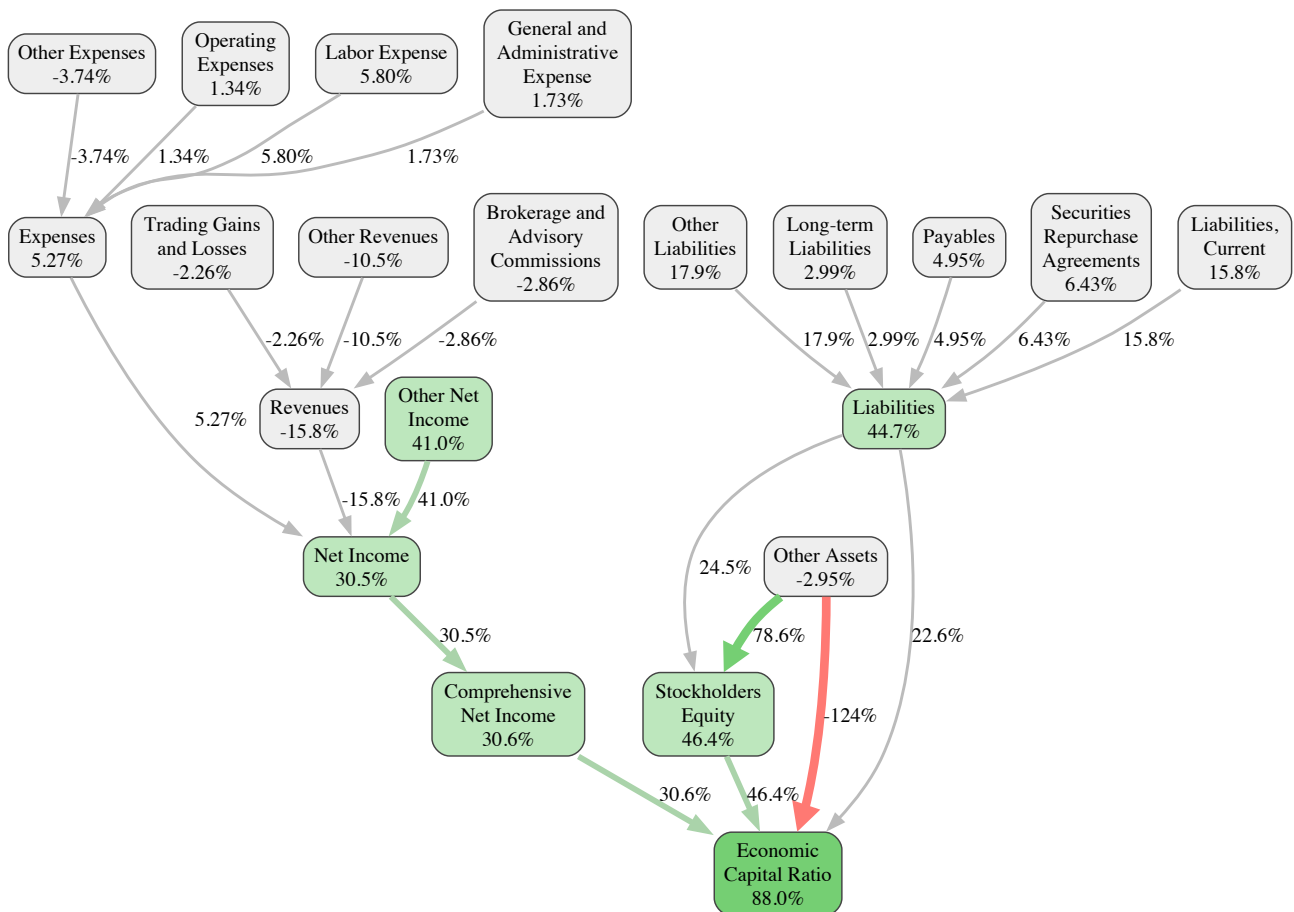 Other Expenses
-3.74%
Operating
Expenses
1.34%
Labor Expense
5.80%
General and
Administrative
Expense
1.73%
-3.74%
1.34%
5.80%
1.73%
Expenses
5.27%
Trading Gains
and Losses
-2.26%
Other Revenues
-10.5%
Brokerage and
Advisory
Commissions
-2.86%
Other
Liabilities
17.9%
Long-term
Liabilities
2.99%
Payables
4.95%
Securities
Repurchase
Agreements
6.43%
Liabilities,
Current
15.8%
-2.26%
-10.5%
-2.86%
17.9%
2.99%
4.95%
6.43%
15.8%
5.27%
Revenues
-15.8%
Other Net
Income
41.0%
Liabilities
44.7%
-15.8%
41.0%
Net Income
30.5%
24.5%
Other Assets
-2.95%
30.5%
78.6%
22.6%
Comprehensive
Net Income
30.6%
Stockholders
Equity
46.4%
-124%
30.6%
46.4%
Economic
Capital Ratio
88.0%